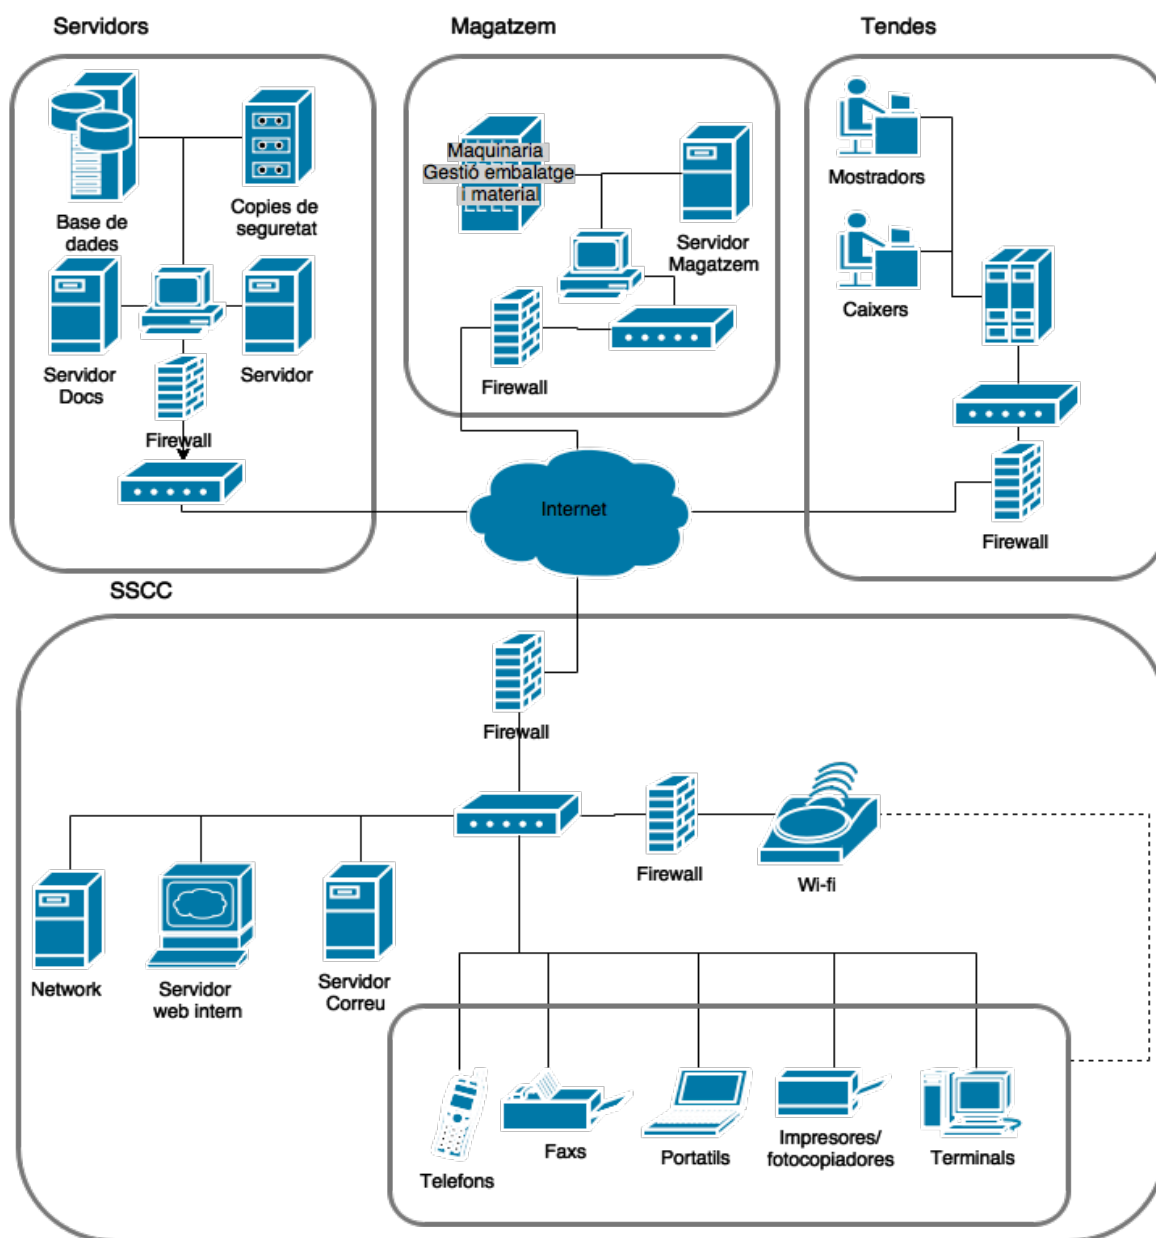 Servidors
Magatzem
Tendes
Base de
dades
Copies de
seguretat
Servidor
Docs
Servidor
Firewall
Maquinaria
Gestió embalatge
i material
Servidor
Magatzem
Firewall
Mostradors
Caixers
Firewall
Internet
SSCC
Firewall
Firewall
Wi-fi
Network
Servidor
web intern
Servidor
Correu
Telefons
Faxs
Portatils
Impresores/
fotocopiadores
Terminals